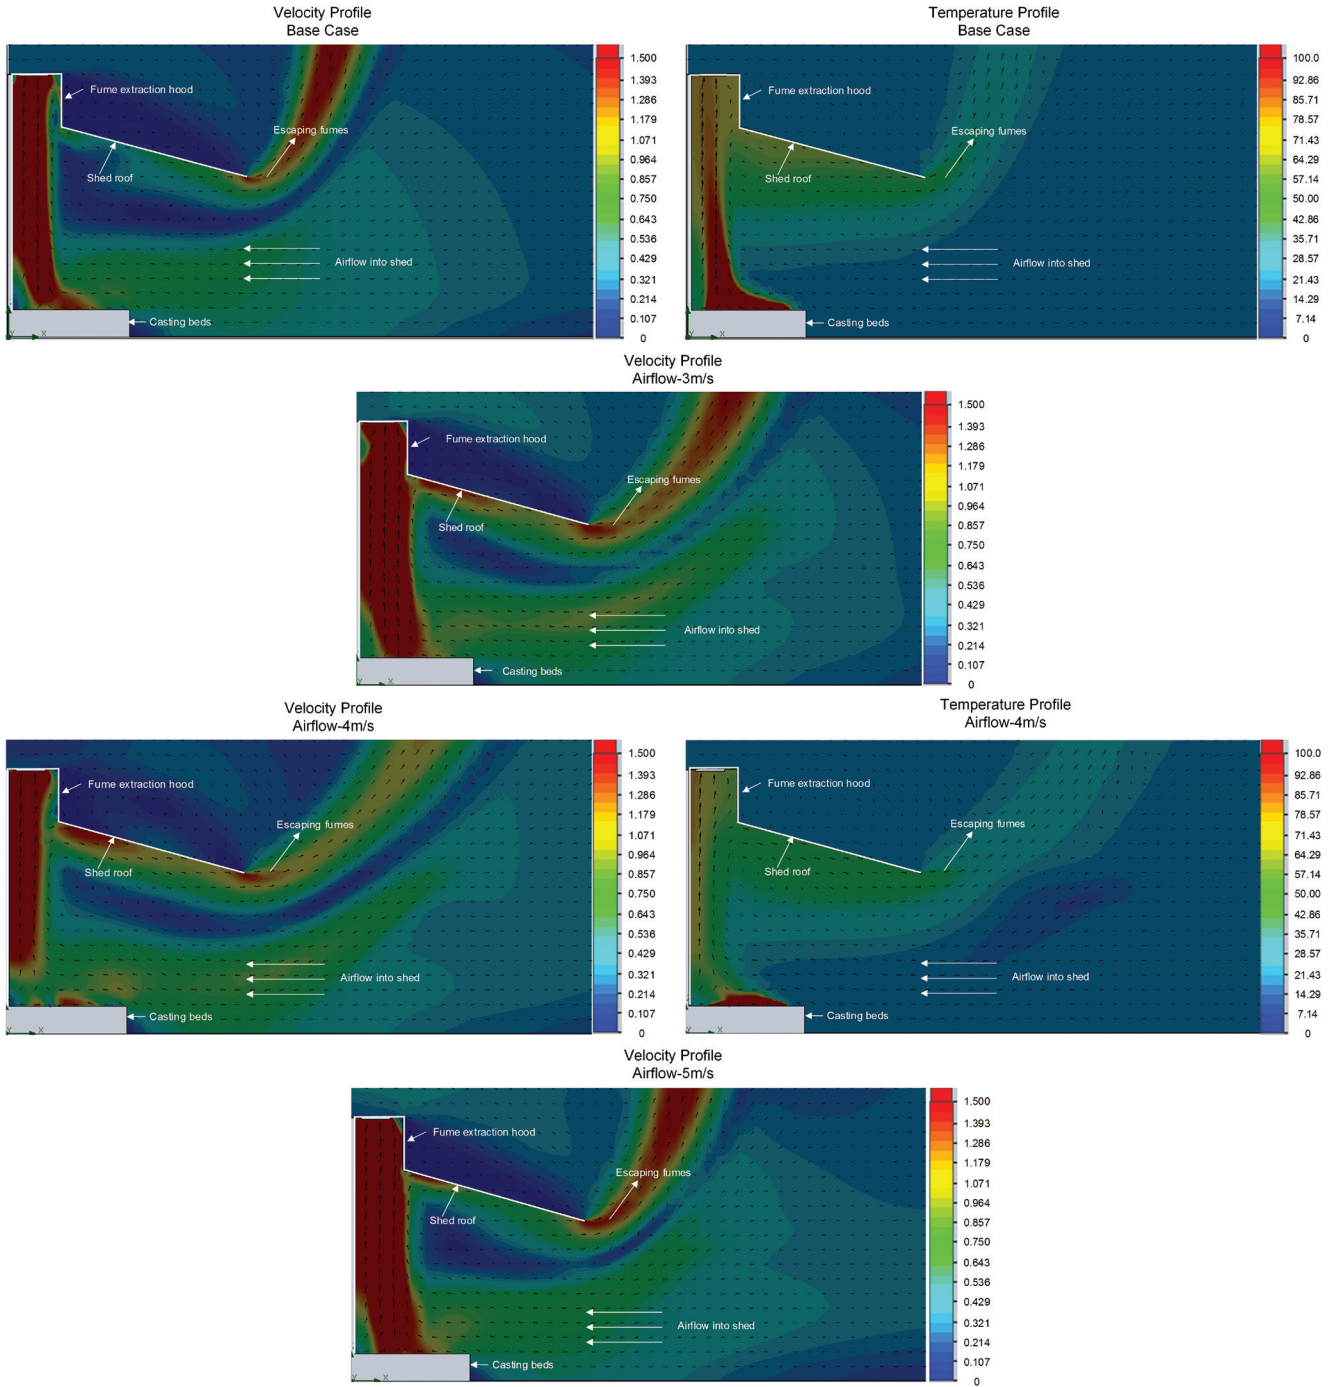 Velocity Profile
Base Case
Fume extraction hood
Escaping fumes
Shed roof
Airflow into shed
Casting beds
Y
X
1.500
1.393
1.286
1.179
1.071
0.964
0.857
0.750
0.643
0.536
0.429
0.321
0.214
0.107
0
Temperature Profile
Base Case
Fume extraction hood
Escaping fumes
Shed roof
Airflow into shed
Casting beds
Y
X
100.0
92.86
85.71
78.57
71.43
64.29
57.14
50.00
42.86
35.71
28.57
21.43
14.29
7.14
0
Velocity Profile
Airflow-3m/s
Fume extraction hood
Escaping fumes
Shed roof
Airflow into shed
Casting beds
Y
X
1.500
1.393
1.286
1.179
1.071
0.964
0.857
0.750
0.643
0.536
0.429
0.321
0.214
0.107
0
Velocity Profile
Airflow-4m/s
Fume extraction hood
Escaping fumes
Shed roof
Airflow into shed
Casting beds
Y
X
1.500
1.393
1.286
1.179
1.071
0.964
0.857
0.750
0.643
0.536
0.429
0.321
0.214
0.107
0
Temperature Profile
Airflow-4m/s
Fume extraction hood
Escaping fumes
Shed roof
Airflow into shed
Casting beds
Y
X
100.0
92.86
85.71
78.57
71.43
64.29
57.14
50.00
42.86
35.71
28.57
21.43
14.29
7.14
0
Velocity Profile
Airflow-5m/s
Fume extraction hood
Escaping fumes
Shed roof
Airflow into shed
Casting beds
Y
X
1.500
1.393
1.286
1.179
1.071
0.964
0.857
0.750
0.643
0.536
0.429
0.321
0.214
0.107
0